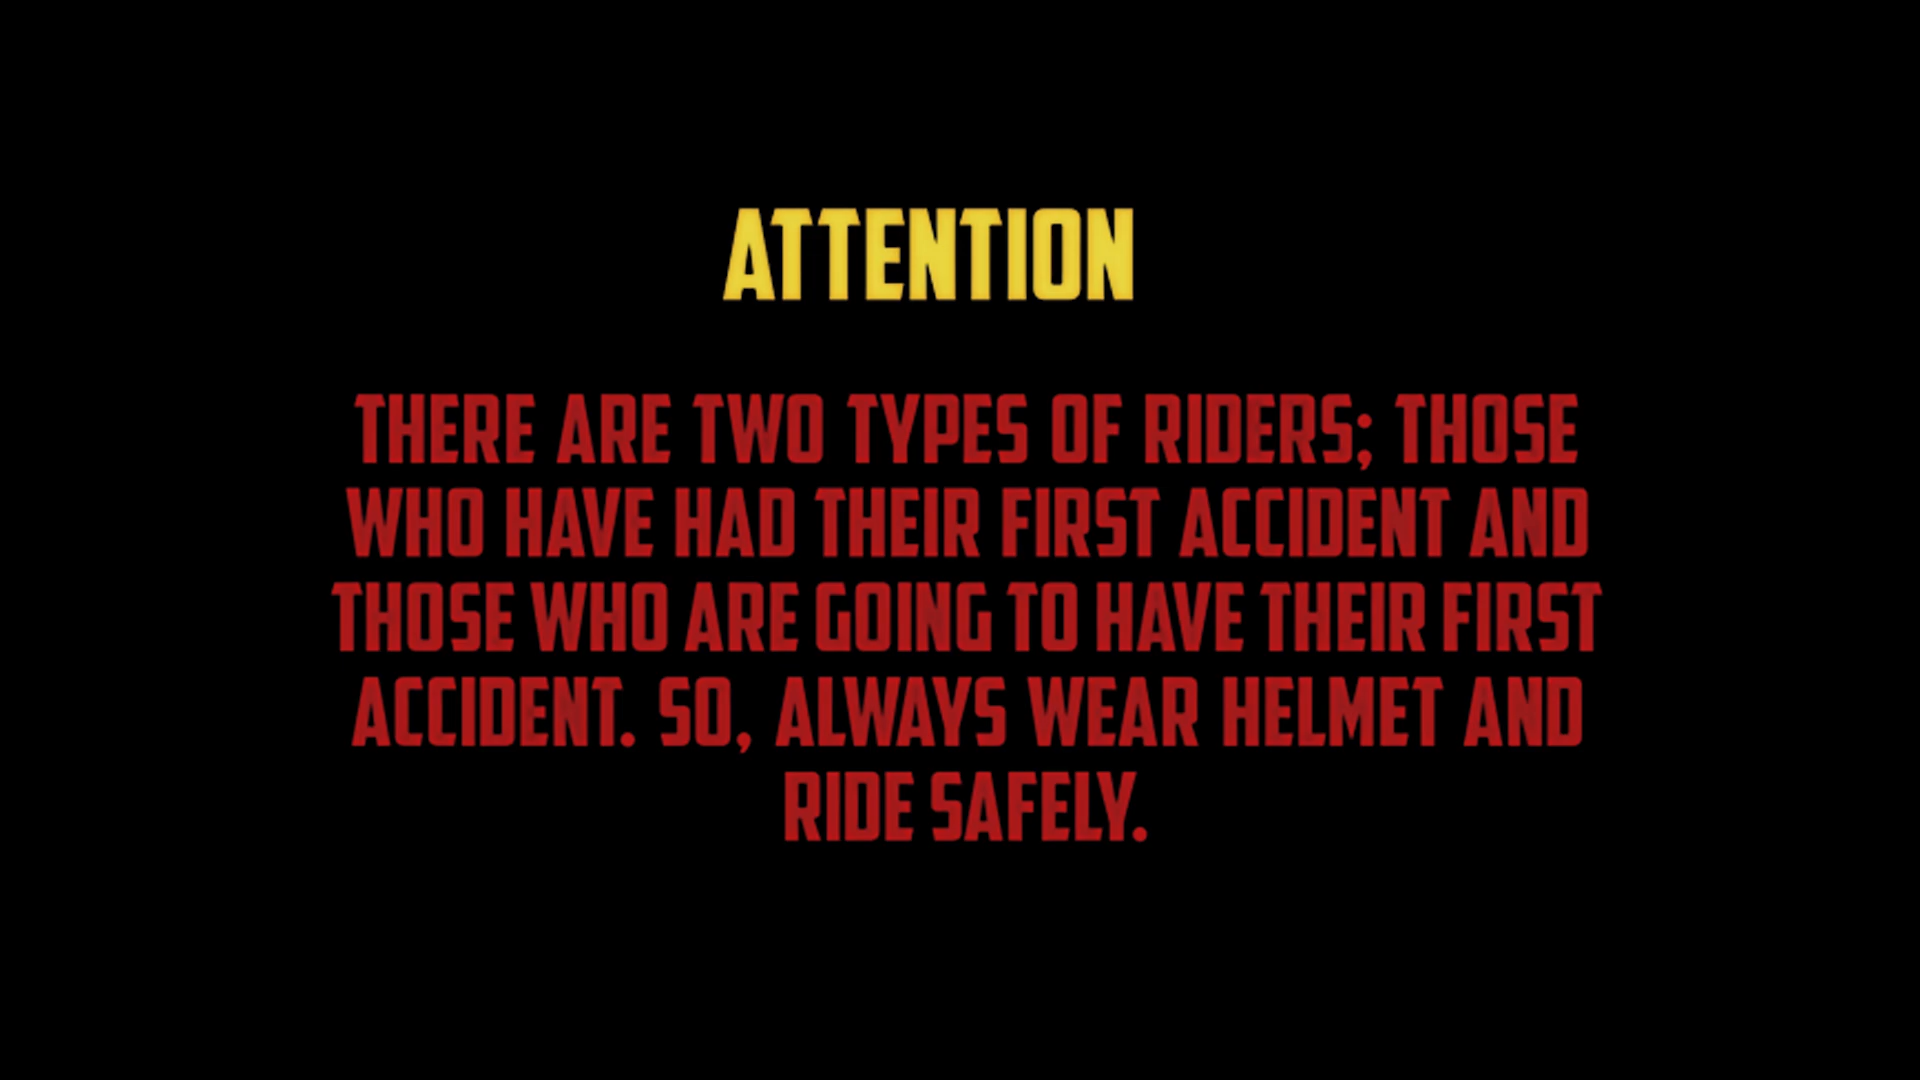 ATTENTION
THERE ARE TWO TYPES OF RIDERS; THOSE
WHO HAVE HAD THEIR FIRST ACCIDENT AND
THOSE WHO ARE GOING TO HAVE THEIR FIRST
ACCIDENT. SO, ALWAYS WEAR HELMET AND
RIDE SAFELY.